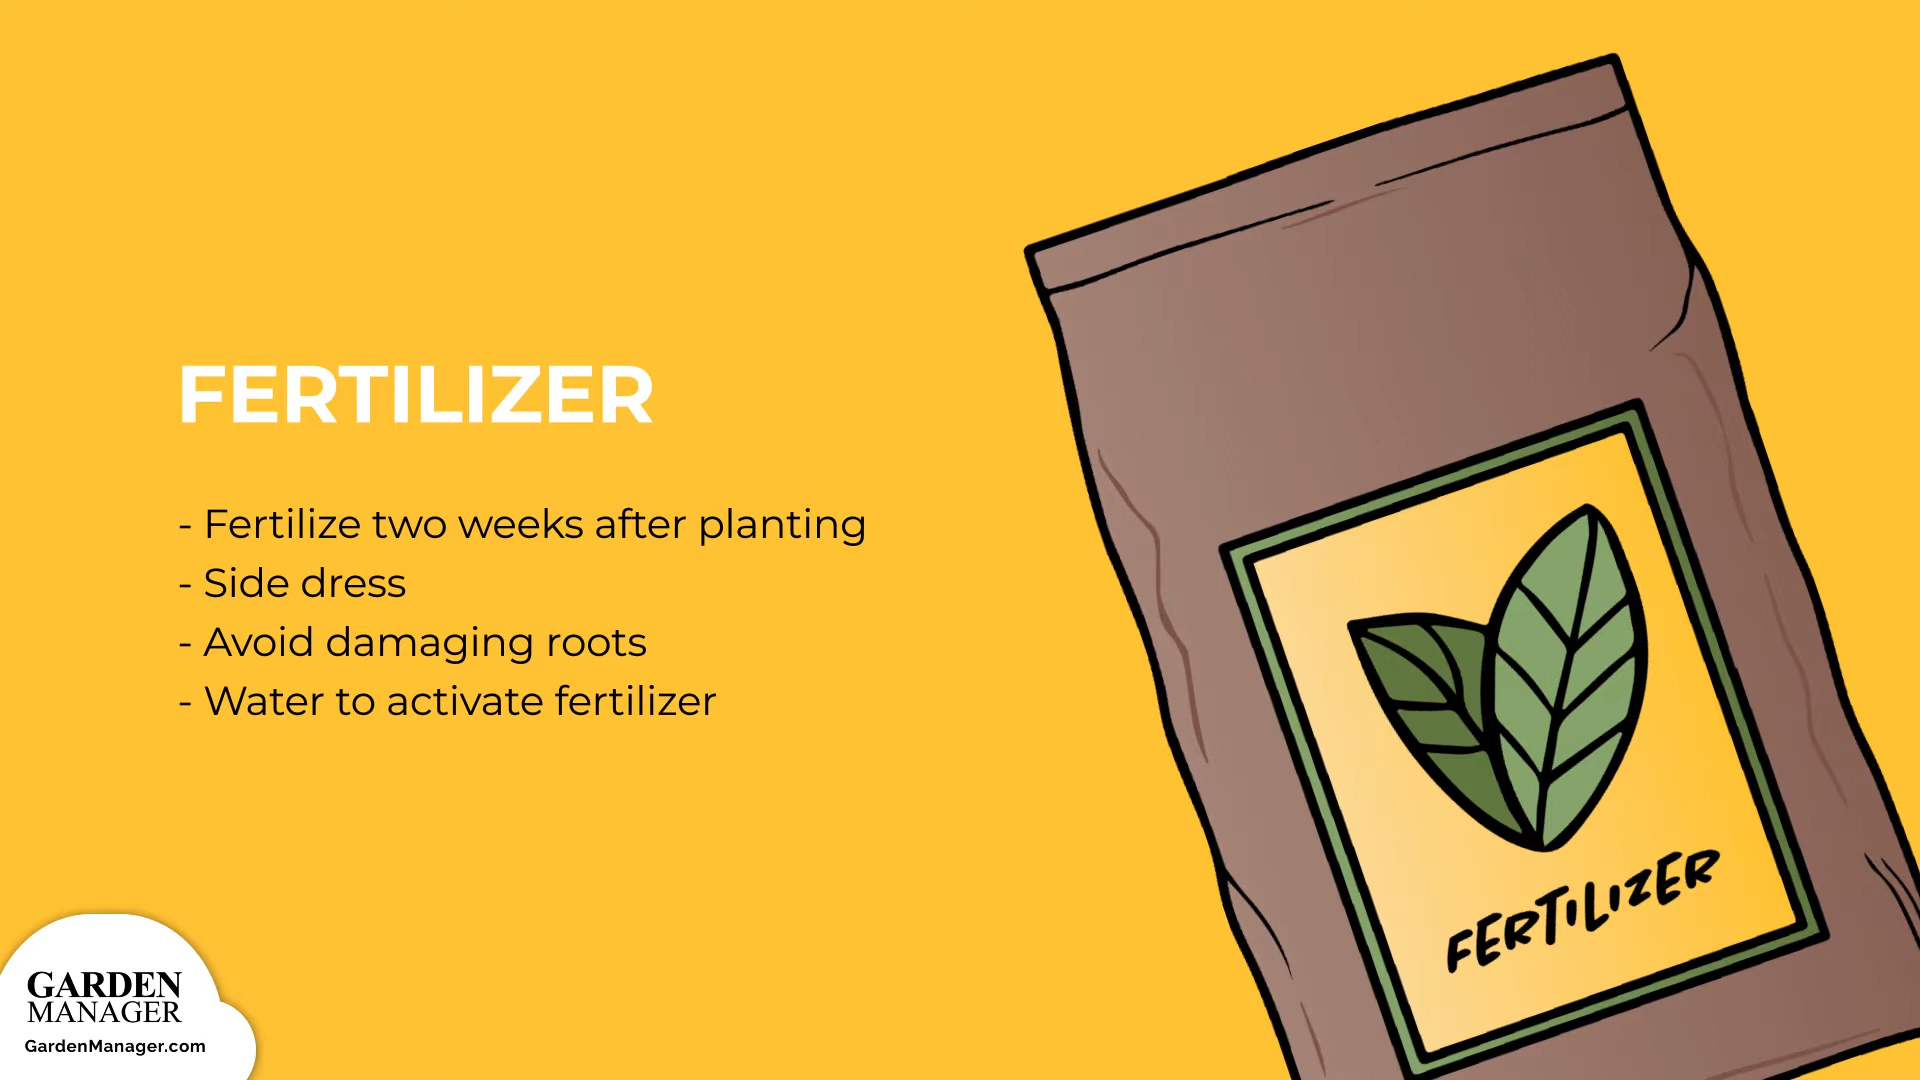 FERTILIZER
- Fertilize two weeks after planting
- Side dress
- Avoid damaging roots
- Water to activate fertilizer
FERTILIZER
GARDEN
MANAGER
GardenManager.com